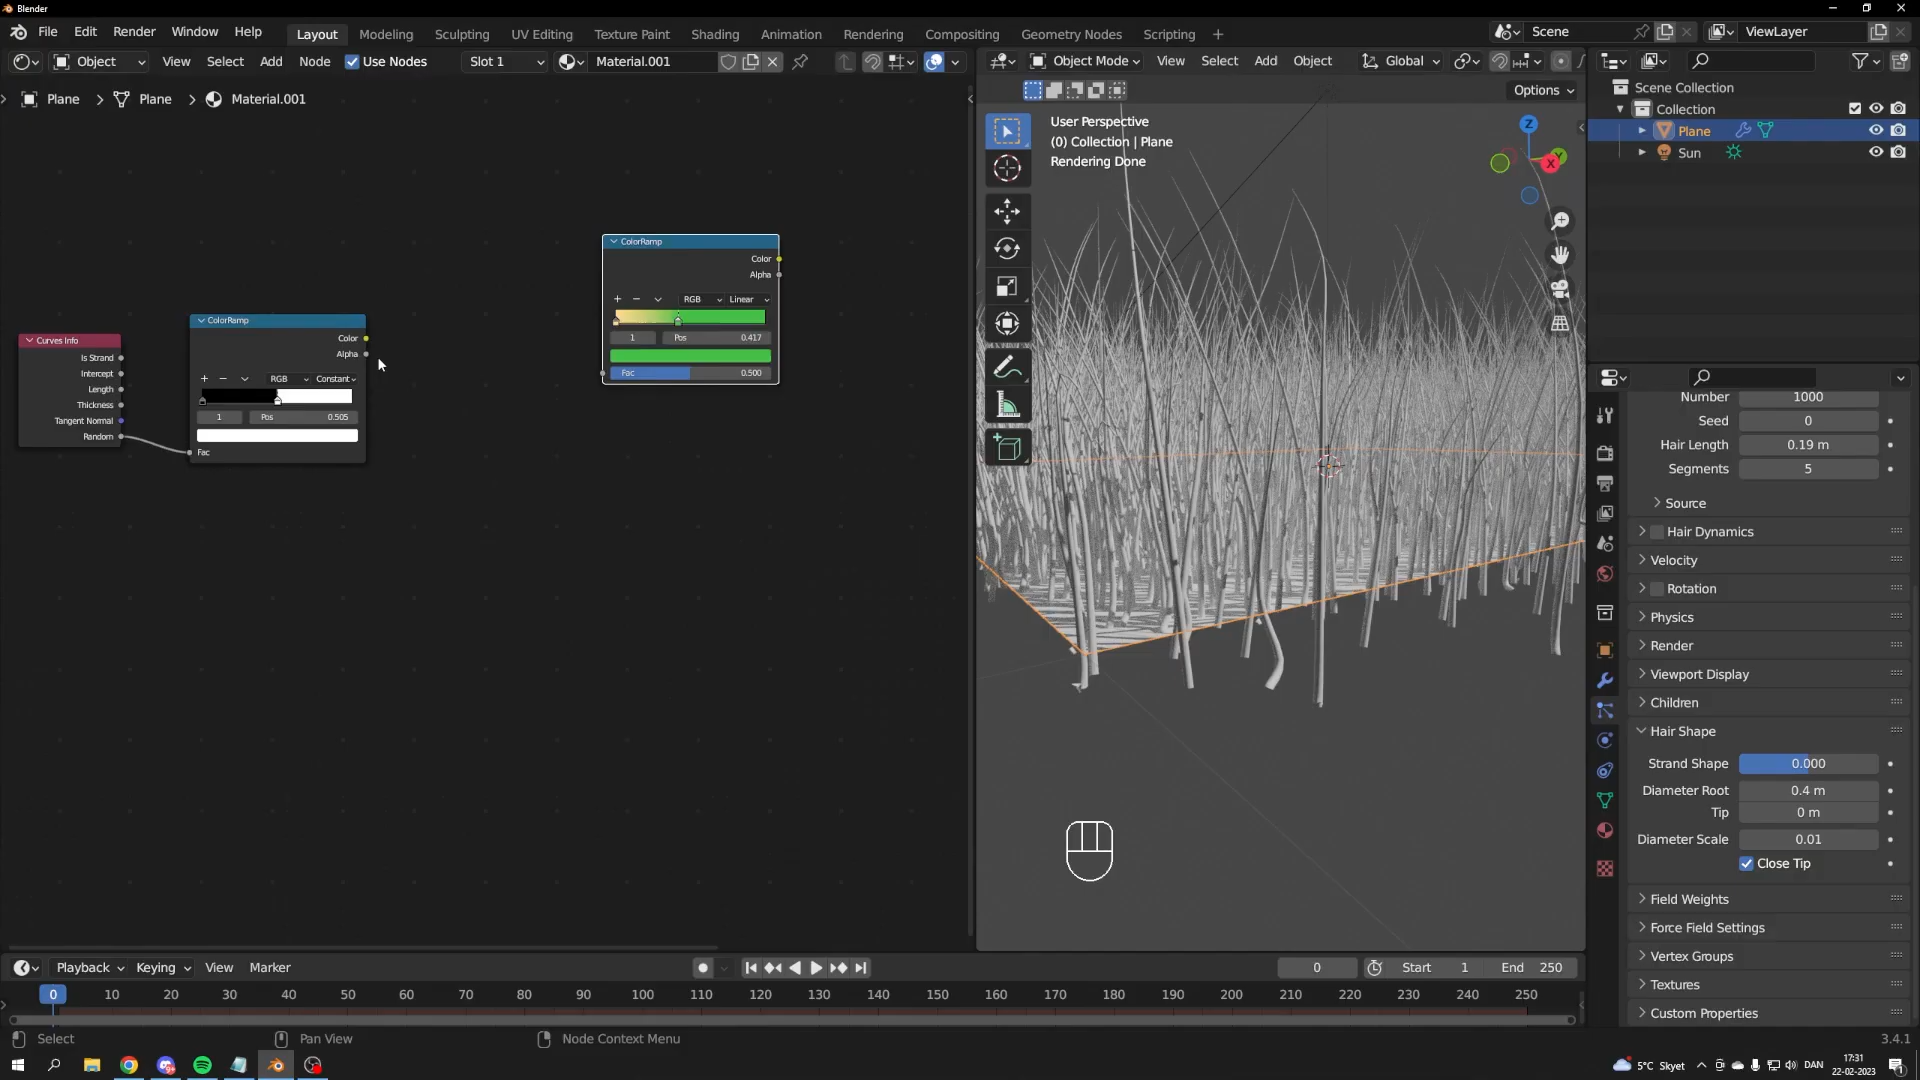 Blender
File Edit Render Window Help Layout Modeling Sculpting UV Editing Texture Paint Shading Animation Rendering Compositing Geometry Nodes Scripting + Scene ViewLayer
Object View Select Add Node Use Nodes Slot 1 Material.001 Object Mode View Select Add Object Global
Plane > Plane > Material.001
Options
User Perspective
(0) Collection | Plane
Rendering Done
Z
Y
X
Scene Collection
Collection
Plane
Sun
ColorRamp
Color
Alpha
RGB Linear
1 Pos 0.417
Fac 0.500
ColorRamp
Color
Alpha
RGB Constant
1 Pos 0.505
Fac
Curves Info
Is Strand
Intercept
Length
Thickness
Tangent Normal
Random
Number 1000
Seed 0
Hair Length 0.19 m
Segments 5
Source
Hair Dynamics
Velocity
Rotation
Physics
Render
Viewport Display
Children
Hair Shape
Strand Shape 0.000
Diameter Root 0.4 m
Tip 0 m
Diameter Scale 0.01
Close Tip
Field Weights
Force Field Settings
Vertex Groups
Textures
Custom Properties
Playback Keying View Marker 0 Start 1 End 250
0 10 20 30 40 50 60 70 80 90 100 110 120 130 140 150 160 170 180 190 200 210 220 230 240 250
Select Pan View Node Context Menu 3.4.1
5°C Skyet DAN 17:31
22-02-2023